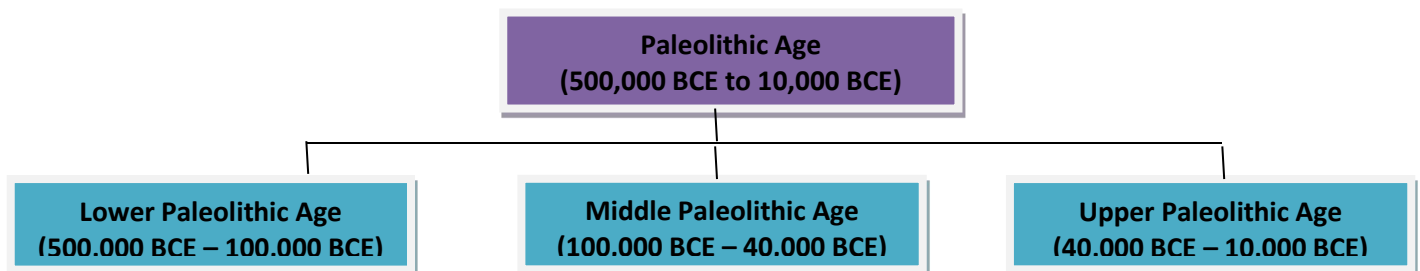 Paleolithic Age
(500,000 BCE to 10,000 BCE)
Lower Paleolithic Age
(500,000 BCE – 100,000 BCE)
Middle Paleolithic Age
(100,000 BCE – 40,000 BCE)
Upper Paleolithic Age
(40,000 BCE – 10,000 BCE)